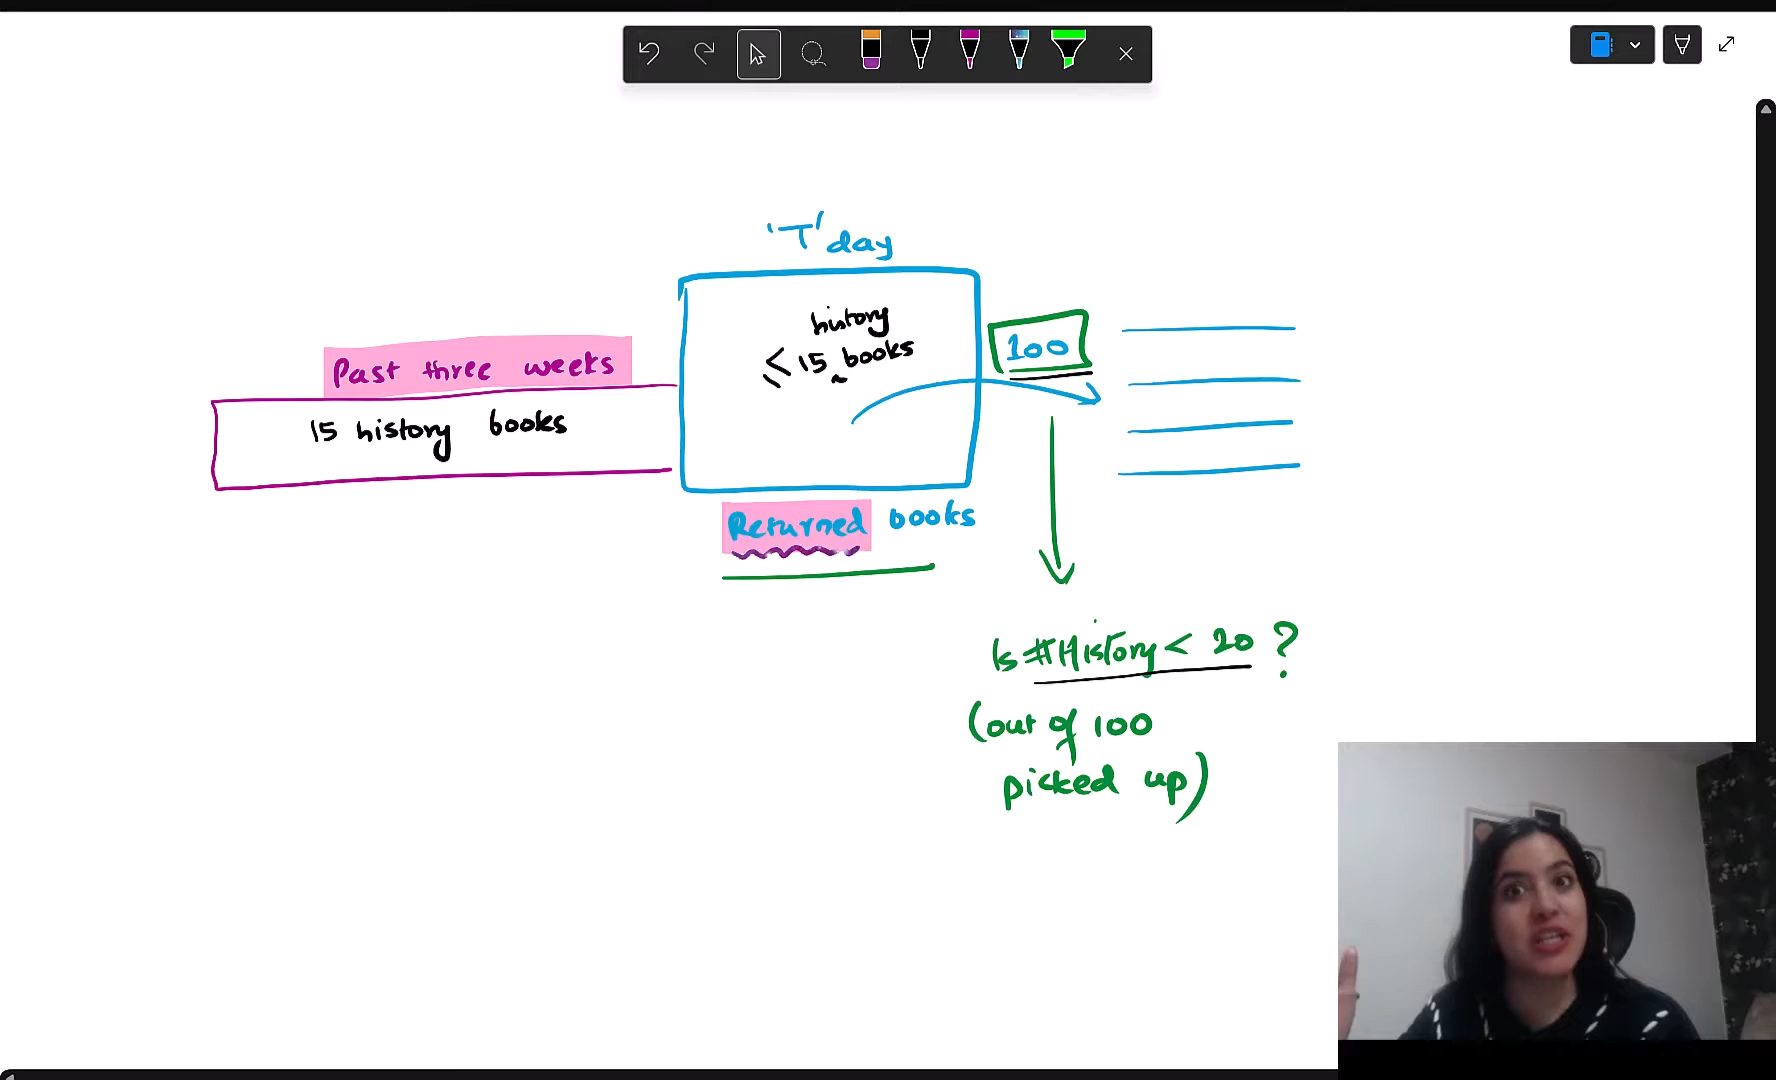 'T' day
history
≤ 15 books
100
Past three weeks
15 history books
Returned books
Is #History < 20 ?
(out of 100
picked up)